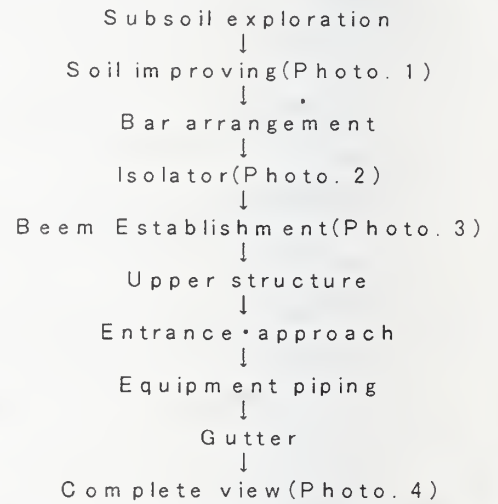 Subsoil exploration
↓
Soil improving(Photo. 1)
↓
Bar arrangement
↓
Isolator(Photo. 2)
↓
Beem Establishment(Photo. 3)
↓
Upper structure
↓
Entrance・approach
↓
Equipment piping
↓
Gutter
↓
Complete view(Photo. 4)